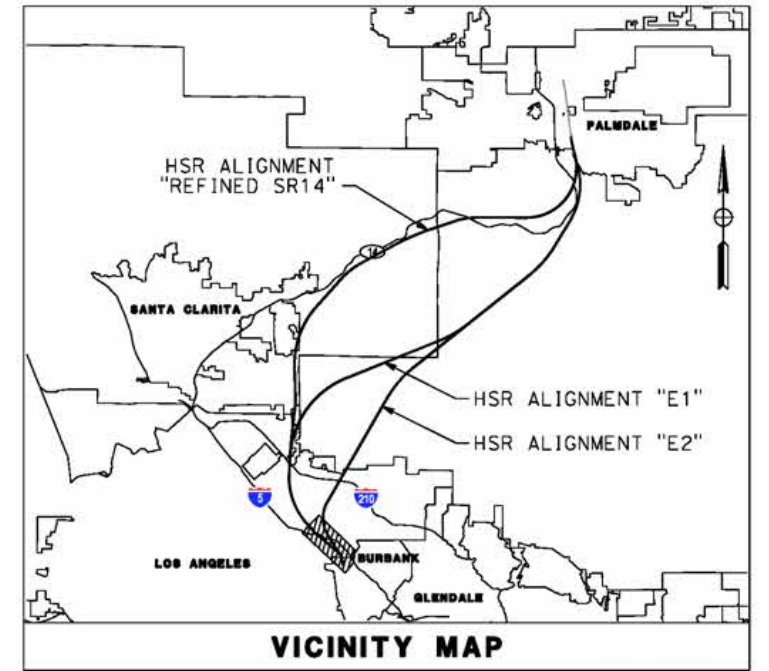 PALMDALE
HSR ALIGNMENT
"REFINED SR14"
14
SANTA CLARITA
HSR ALIGNMENT "E1"
HSR ALIGNMENT "E2"
5
210
LOS ANGELES
BURBANK
GLENDALE
VICINITY MAP